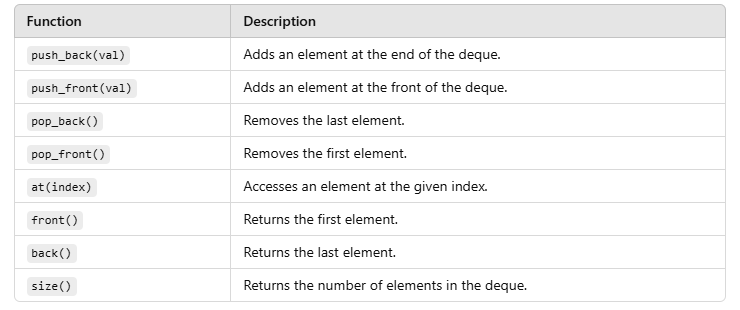 Function Description
push_back(val) Adds an element at the end of the deque.
push_front(val) Adds an element at the front of the deque.
pop_back() Removes the last element.
pop_front() Removes the first element.
at(index) Accesses an element at the given index.
front() Returns the first element.
back() Returns the last element.
size() Returns the number of elements in the deque.